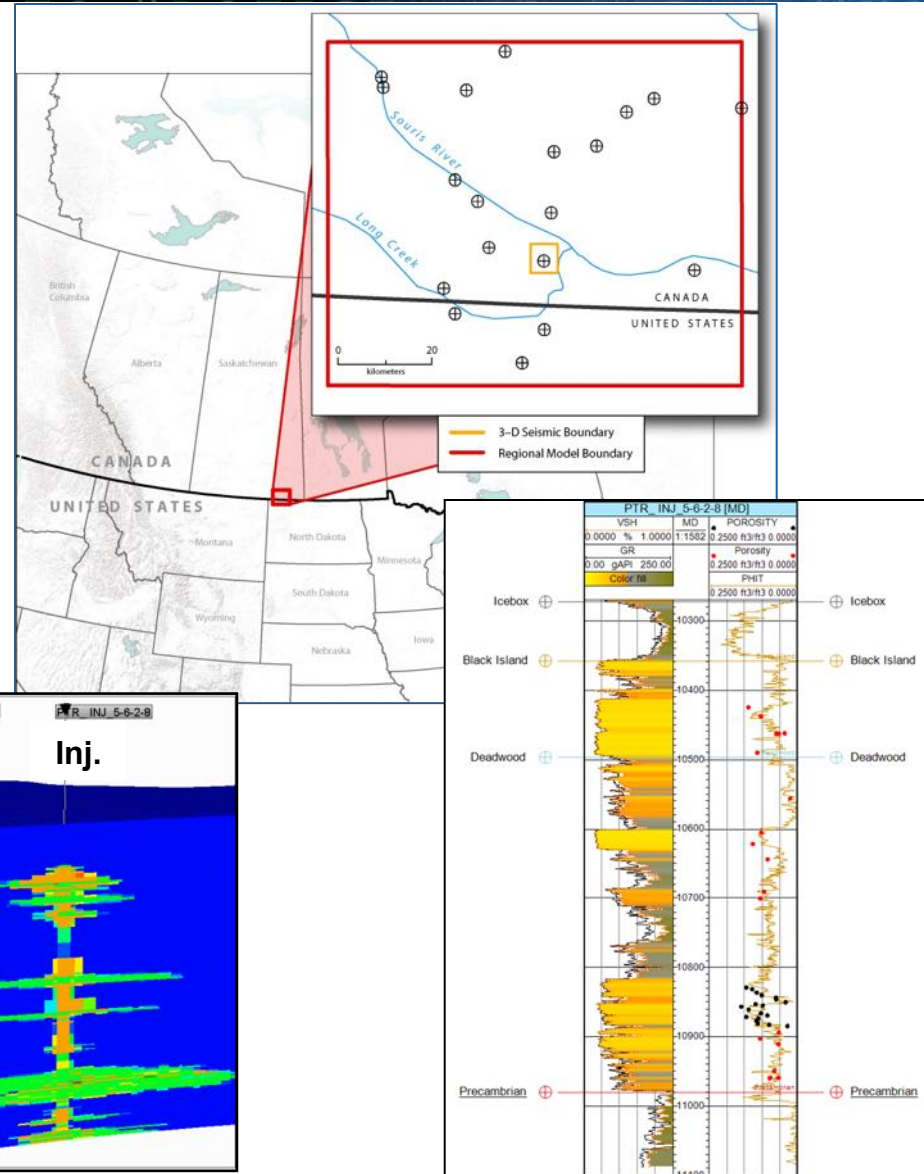 Souris River
Long Creek
CANADA
UNITED STATES
0 20
kilometers
3–D Seismic Boundary
Regional Model Boundary
British
Columbia
Alberta
Saskatchewan
CANADA
UNITED STATES
Montana
North Dakota
Minnesota
South Dakota
Wyoming
Iowa
Nebraska
PTR_ INJ_5-6-2-8
Inj.
PTR_ INJ_5-6-2-8 [MD]
VSH MD POROSITY
0.0000 % 1.0000 1:1582 0.2500 ft3/ft3 0.0000
GR Porosity
0.00 gAPI 250.00 0.2500 ft3/ft3 0.0000
Color fill PHIT
0.2500 ft3/ft3 0.0000
Icebox Icebox
10300
Black Island Black Island
10400
Deadwood Deadwood
10500
10600
10700
10800
10900
Precambrian Precambrian
11000
11100